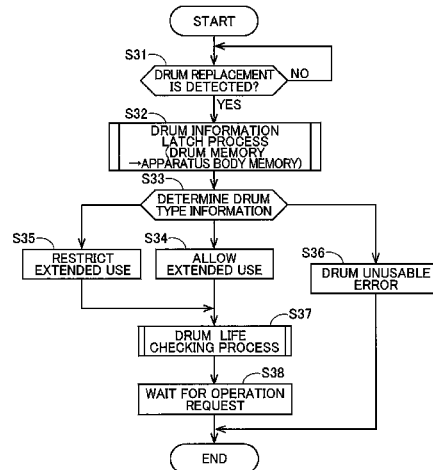 START
S31
DRUM REPLACEMENT
IS DETECTED?
NO
YES
S32
DRUM INFORMATION
LATCH PROCESS
(DRUM MEMORY
→APPARATUS BODY MEMORY)
S33
DETERMINE DRUM
TYPE INFORMATION
S35
RESTRICT
EXTENDED USE
S34
ALLOW
EXTENDED USE
S36
DRUM UNUSABLE
ERROR
S37
DRUM LIFE
CHECKING PROCESS
S38
WAIT FOR OPERATION
REQUEST
END